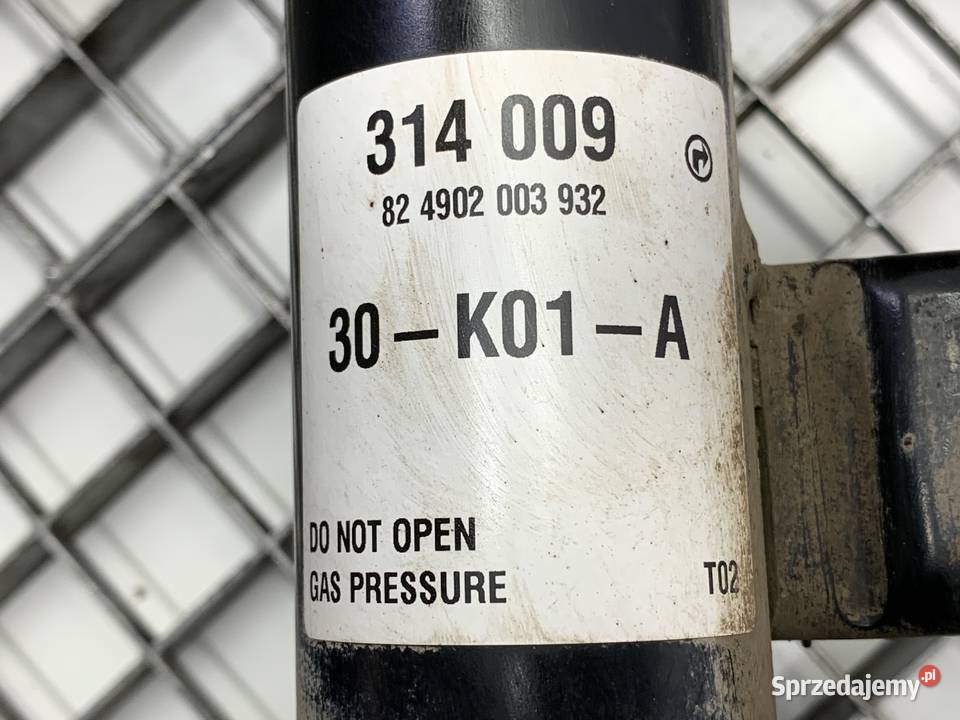 314 009
82 4902 003 932
30-K01-A
DO NOT OPEN
GAS PRESSURE
T02
Sprzedajemy.pl